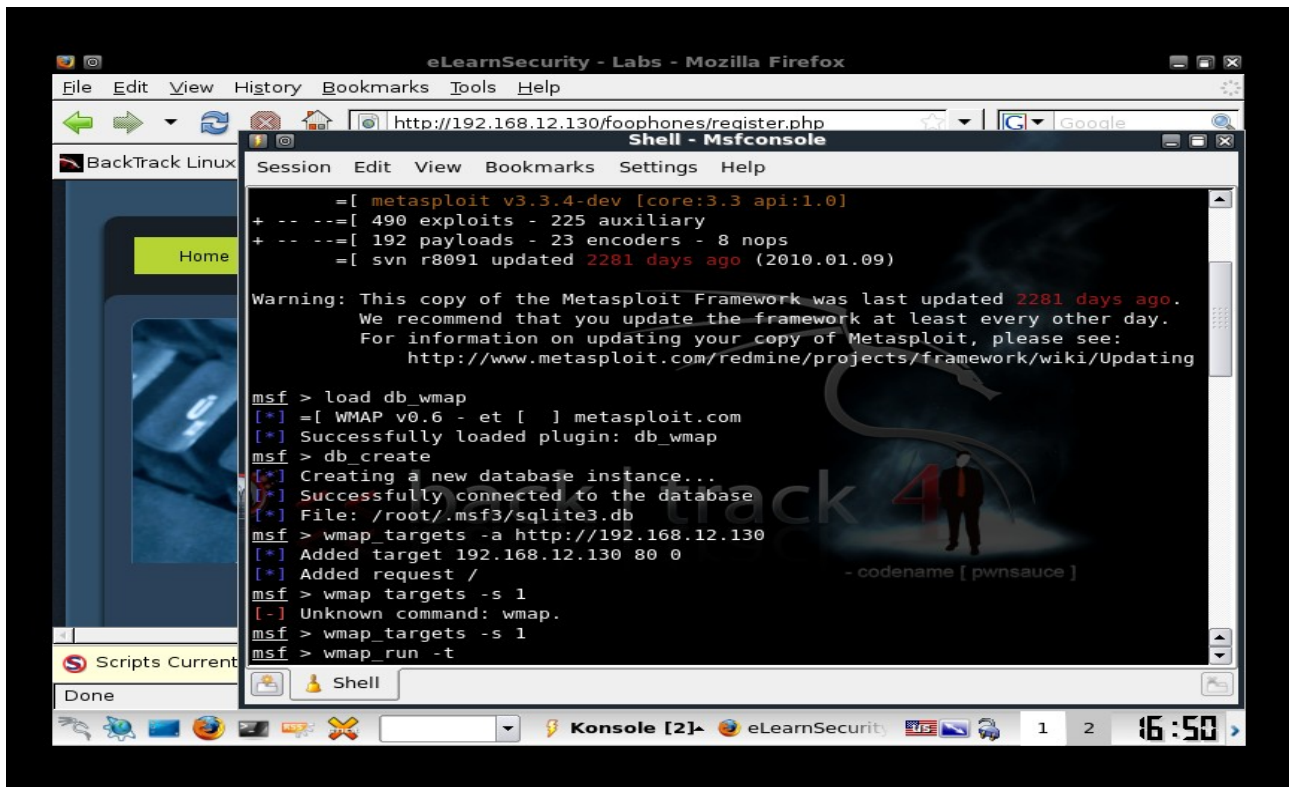 eLearnSecurity - Labs - Mozilla Firefox
File Edit View History Bookmarks Tools Help
http://192.168.12.130/foophones/register.php
Google
BackTrack Linux
Home
Scripts Current
Done
Shell - Msfconsole
Session Edit View Bookmarks Settings Help
=[ metasploit v3.3.4-dev [core:3.3 api:1.0]
+ -- --=[ 490 exploits - 225 auxiliary
+ -- --=[ 192 payloads - 23 encoders - 8 nops
=[ svn r8091 updated 2281 days ago (2010.01.09)
Warning: This copy of the Metasploit Framework was last updated 2281 days ago.
We recommend that you update the framework at least every other day.
For information on updating your copy of Metasploit, please see:
http://www.metasploit.com/redmine/projects/framework/wiki/Updating
msf > load db_wmap
[*] =[ WMAP v0.6 - et [  ] metasploit.com
[*] Successfully loaded plugin: db_wmap
msf > db_create
[*] Creating a new database instance...
[*] Successfully connected to the database
[*] File: /root/.msf3/sqlite3.db
msf > wmap_targets -a http://192.168.12.130
[*] Added target 192.168.12.130 80 0
[*] Added request /
msf > wmap targets -s 1
[-] Unknown command: wmap.
msf > wmap_targets -s 1
msf > wmap_run -t
back | track 4
- codename [ pwnsauce ]
Shell
Konsole [2] eLearnSecurity US 1 2 16:50